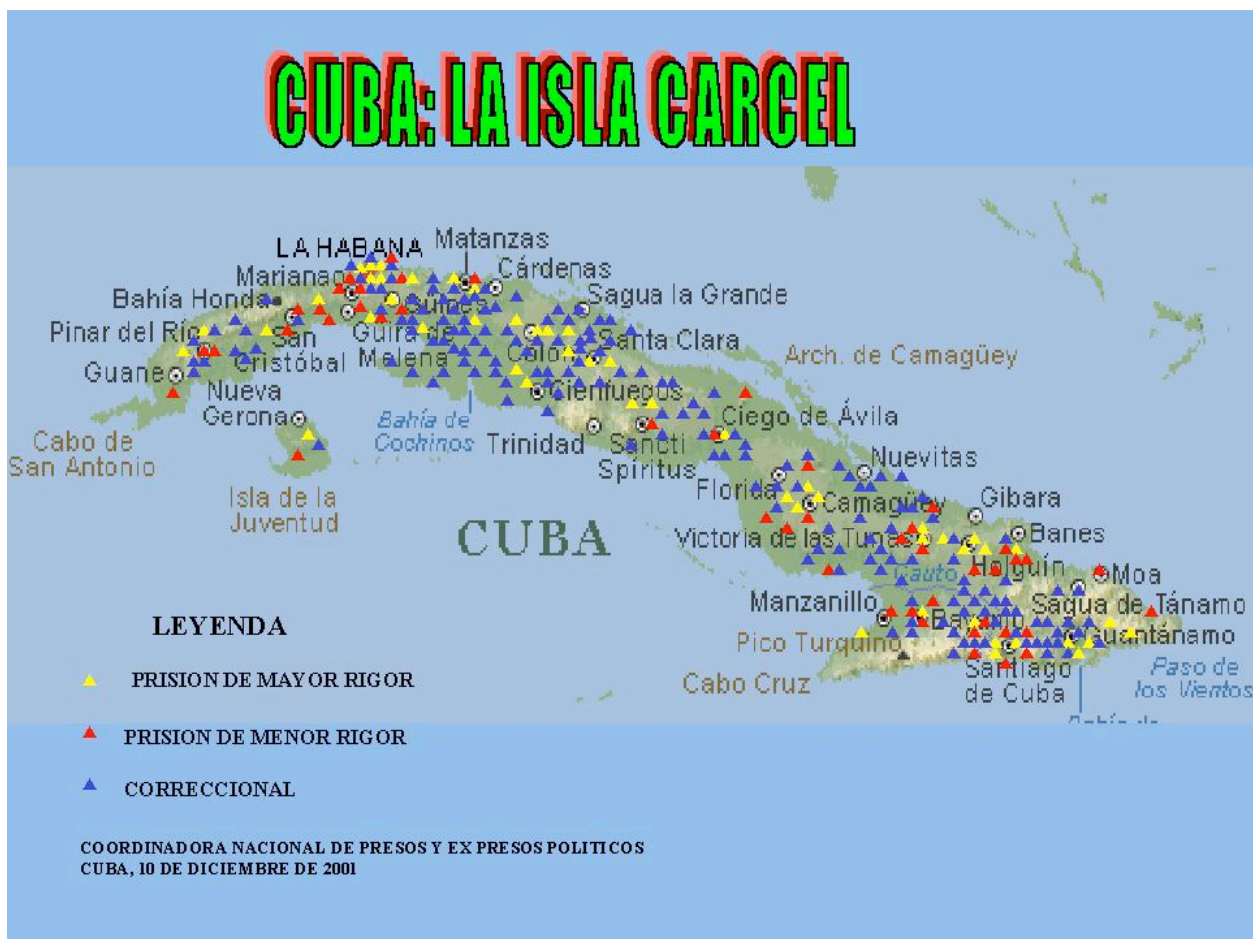 CUBA: LA ISLA CARCEL
LA HABANA
Matanzas
Marianao
Cárdenas
Bahía Honda
Güines
Sagua la Grande
Pinar del Río
San
Cristóbal
Güira de
Melena
Colón
Santa Clara
Arch. de Camagüey
Guane
Nueva
Gerona
Cienfuegos
Bahía de
Cochinos
Trinidad
Sancti
Spíritus
Ciego de Ávila
Cabo de
San Antonio
Isla de la
Juventud
Nuevitas
Florida
Camagüey
Gibara
CUBA
Victoria de las Tunas
Banes
Holguín
Cauto
Moa
Manzanillo
Bayamo
Sagua de Tánamo
Pico Turquino
Guantánamo
Cabo Cruz
Santiago
de Cuba
Paso de
los Vientos
LEYENDA
PRISION DE MAYOR RIGOR
PRISION DE MENOR RIGOR
CORRECCIONAL
COORDINADORA NACIONAL DE PRESOS Y EX PRESOS POLITICOS
CUBA, 10 DE DICIEMBRE DE 2001